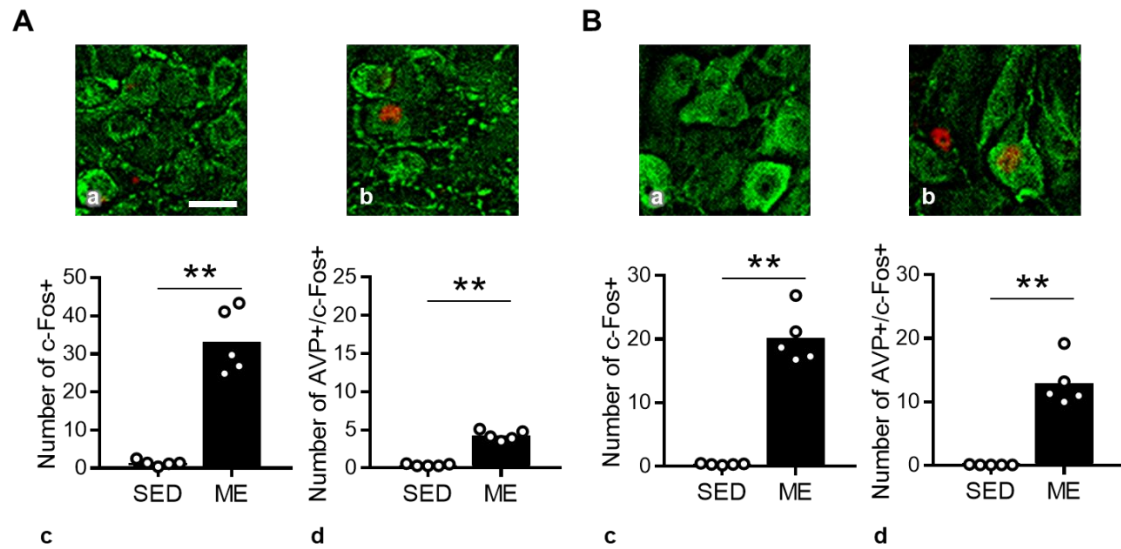 A
B
a
b
a
b
**
50
40
30
20
10
0
Number of c-Fos+
SED
ME
c
**
25
20
15
10
5
0
Number of AVP+/c-Fos+
SED
ME
d
**
30
20
10
0
Number of c-Fos+
SED
ME
c
**
30
20
10
0
Number of AVP+/c-Fos+
SED
ME
d